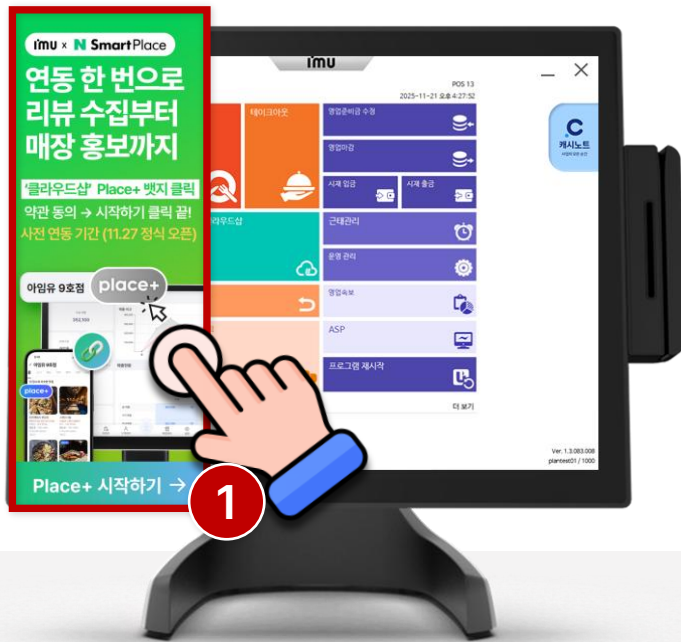 i'mu × N SmartPlace
연동 한 번으로
리뷰 수집부터
매장 홍보까지
'클라우드샵' Place+ 뱃지 클릭
약관 동의 → 시작하기 클릭 끝!
사전 연동 기간 (11.27 정식 오픈)
아임유 9호점 place+
place+
Place+ 시작하기 →
1
i'mu
POS 13
2025-11-21 오후 4:27:52
테이크아웃
영업준비금 수정
영업마감
시재 입금
시재 출금
라우드샵
근태관리
운영 관리
영업속보
ASP
프로그램 재시작
더 보기
캐시노트
Ver. 1.3.083.008
plantest01 / 1000